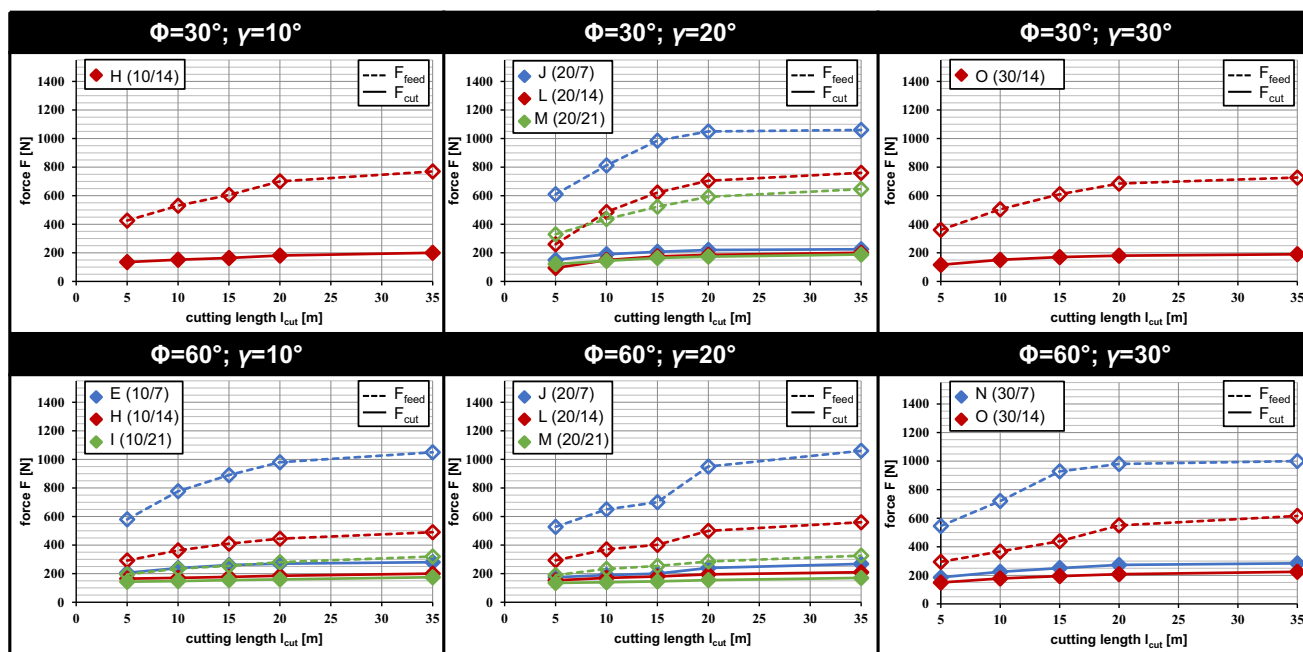 Φ=30°; γ=10°
H (10/14)
F_feed
F_cut
force F [N]
1400
1200
1000
800
600
400
200
0
0 5 10 15 20 25 30 35
cutting length l_cut [m]
Φ=30°; γ=20°
J (20/7)
L (20/14)
M (20/21)
F_feed
F_cut
force F [N]
1400
1200
1000
800
600
400
200
0
0 5 10 15 20 25 30 35
cutting length l_cut [m]
Φ=30°; γ=30°
O (30/14)
F_feed
F_cut
force F [N]
1400
1200
1000
800
600
400
200
0
5 10 15 20 25 30 35
cutting length l_cut [m]
Φ=60°; γ=10°
E (10/7)
H (10/14)
I (10/21)
F_feed
F_cut
force F [N]
1400
1200
1000
800
600
400
200
0
0 5 10 15 20 25 30 35
cutting length l_cut [m]
Φ=60°; γ=20°
J (20/7)
L (20/14)
M (20/21)
F_feed
F_cut
force F [N]
1400
1200
1000
800
600
400
200
0
0 5 10 15 20 25 30 35
cutting length l_cut [m]
Φ=60°; γ=30°
N (30/7)
O (30/14)
F_feed
F_cut
force F [N]
1400
1200
1000
800
600
400
200
0
5 10 15 20 25 30 35
cutting length l_cut [m]